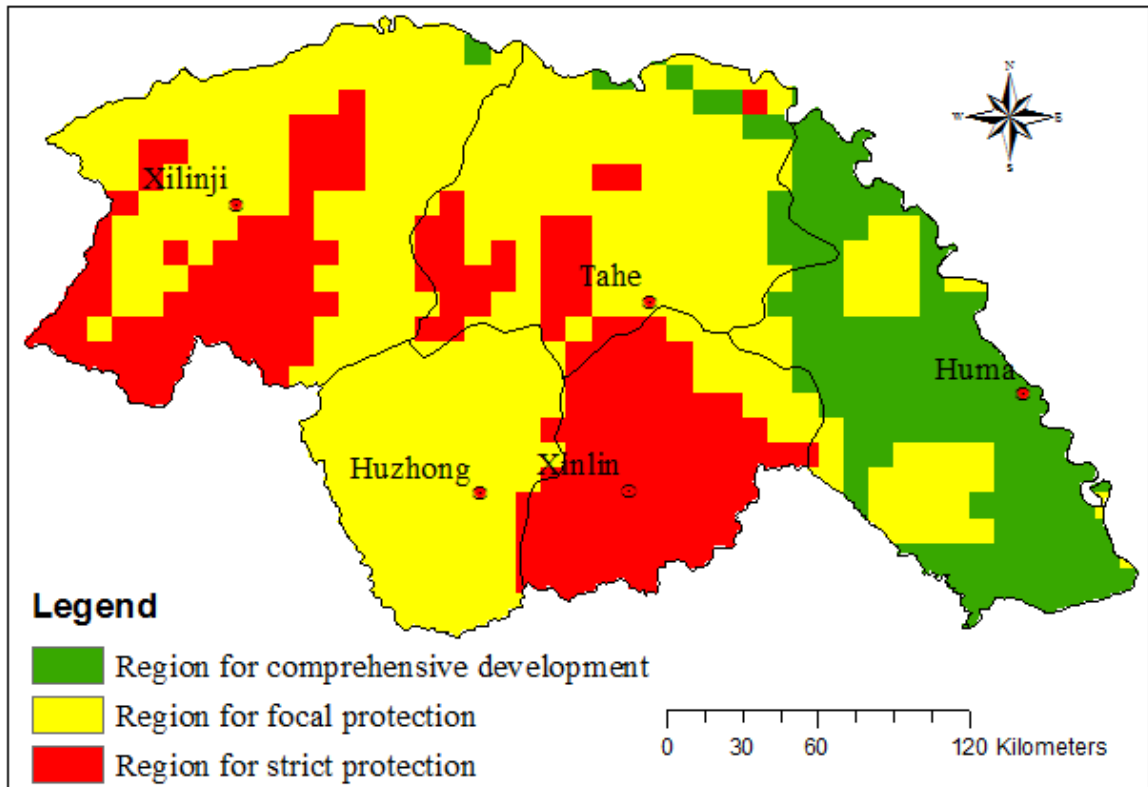 N
W E
S
Xilinji
Tahe
Huma
Huzhong
Xinlin
Legend
Region for comprehensive development
Region for focal protection
Region for strict protection
0 30 60 120 Kilometers